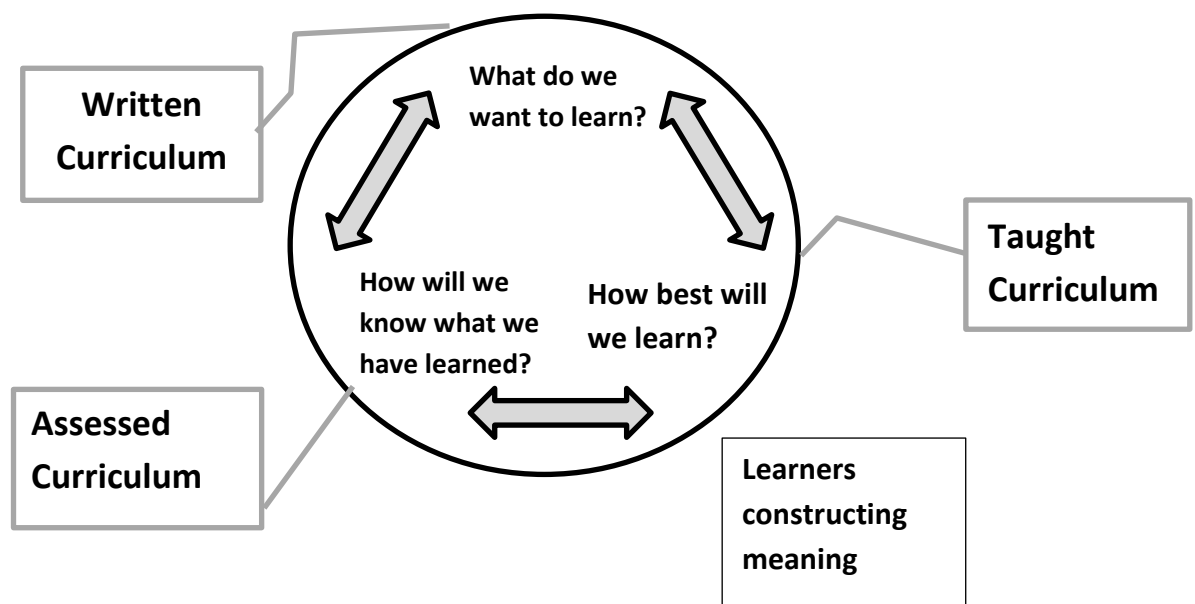 What do we
want to learn?
Written
Curriculum
Taught
Curriculum
How will we
know what we
have learned?
How best will
we learn?
Assessed
Curriculum
Learners
constructing
meaning